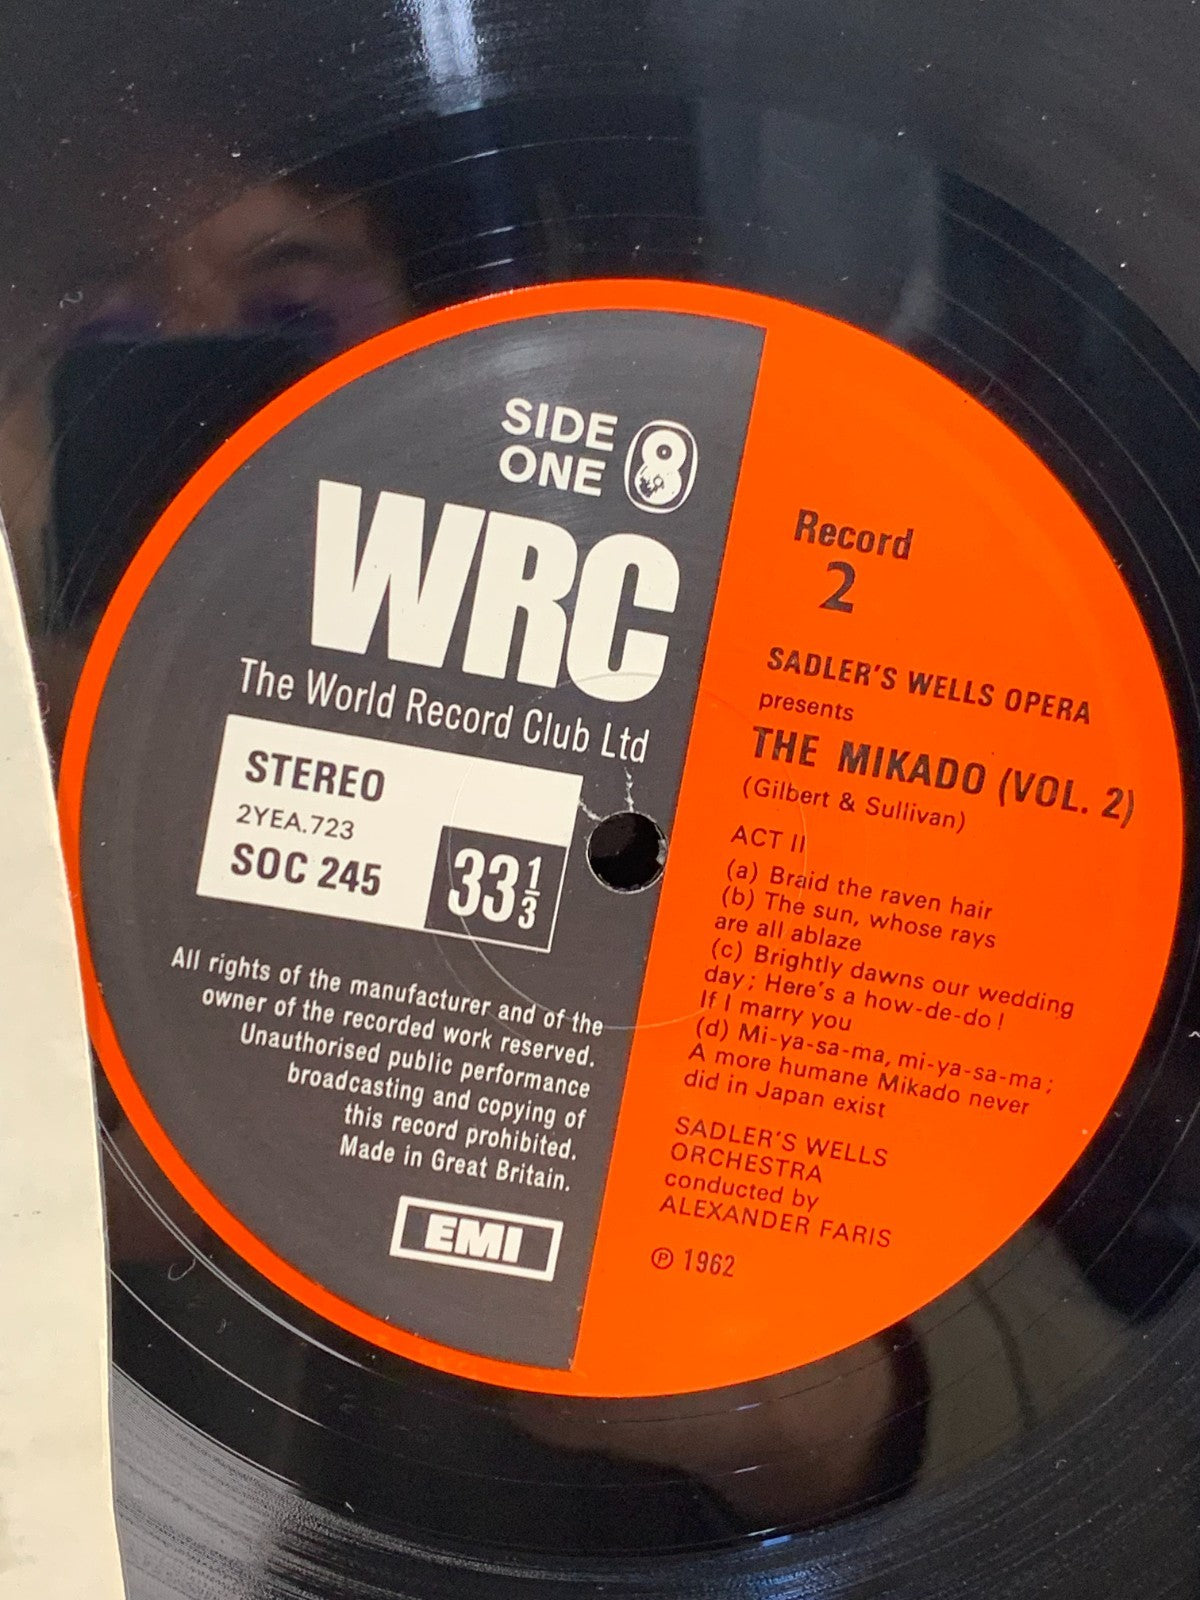 SIDE
ONE
WRC
The World Record Club Ltd
STEREO
2YEA.723
SOC 245
33⅓
All rights of the manufacturer and of the
owner of the recorded work reserved.
Unauthorised public performance
broadcasting and copying of
this record prohibited.
Made in Great Britain.
EMI
Record
2
SADLER'S WELLS OPERA
presents
THE MIKADO (VOL. 2)
(Gilbert & Sullivan)
ACT II
(a) Braid the raven hair
(b) The sun, whose rays
are all ablaze
(c) Brightly dawns our wedding
day; Here's a how-de-do!
If I marry you
(d) Mi-ya-sa-ma, mi-ya-sa-ma;
A more humane Mikado never
did in Japan exist
SADLER'S WELLS
ORCHESTRA
conducted by
ALEXANDER FARIS
℗ 1962